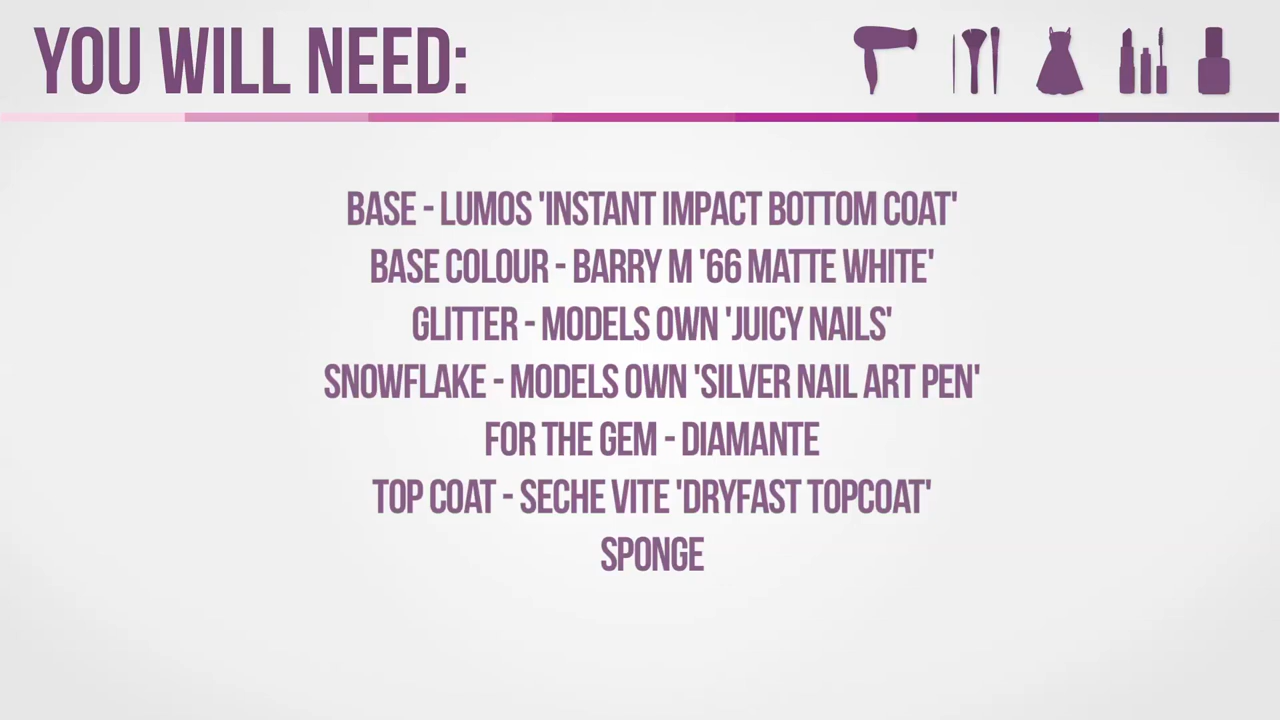 YOU WILL NEED:
BASE - LUMOS 'INSTANT IMPACT BOTTOM COAT'
BASE COLOUR - BARRY M '66 MATTE WHITE'
GLITTER - MODELS OWN 'JUICY NAILS'
SNOWFLAKE - MODELS OWN 'SILVER NAIL ART PEN'
FOR THE GEM - DIAMANTE
TOP COAT - SECHE VITE 'DRYFAST TOPCOAT'
SPONGE